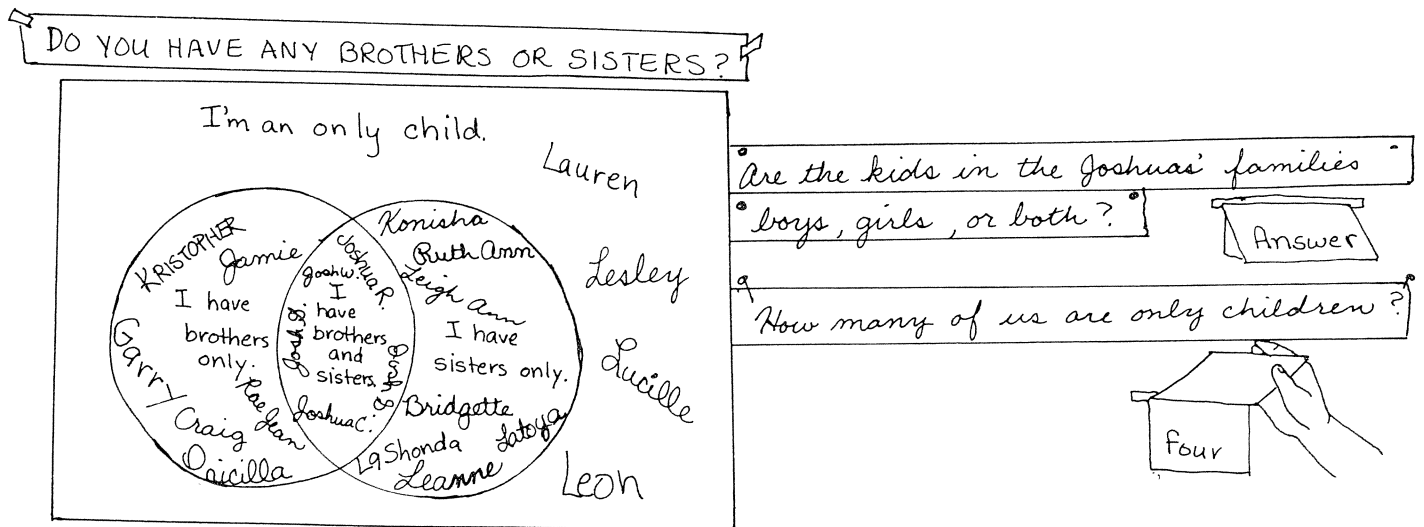 DO YOU HAVE ANY BROTHERS OR SISTERS?
I'm an only child.
Lauren
Lesley
Lucille
Leon
KRISTOPHER
Jamie
I have
brothers
only.
Garry
Rae Jean
Craig
Joshua R.
Josh W.
I
have
brothers
and
sisters.
Joshua C.
Konisha
Ruth Ann
Leigh Ann
I have
sisters only.
Bridgette
Latoya
LaShonda
Leanne
Are the kids in the Joshuas' families
boys, girls, or both?
Answer
How many of us are only children?
Four